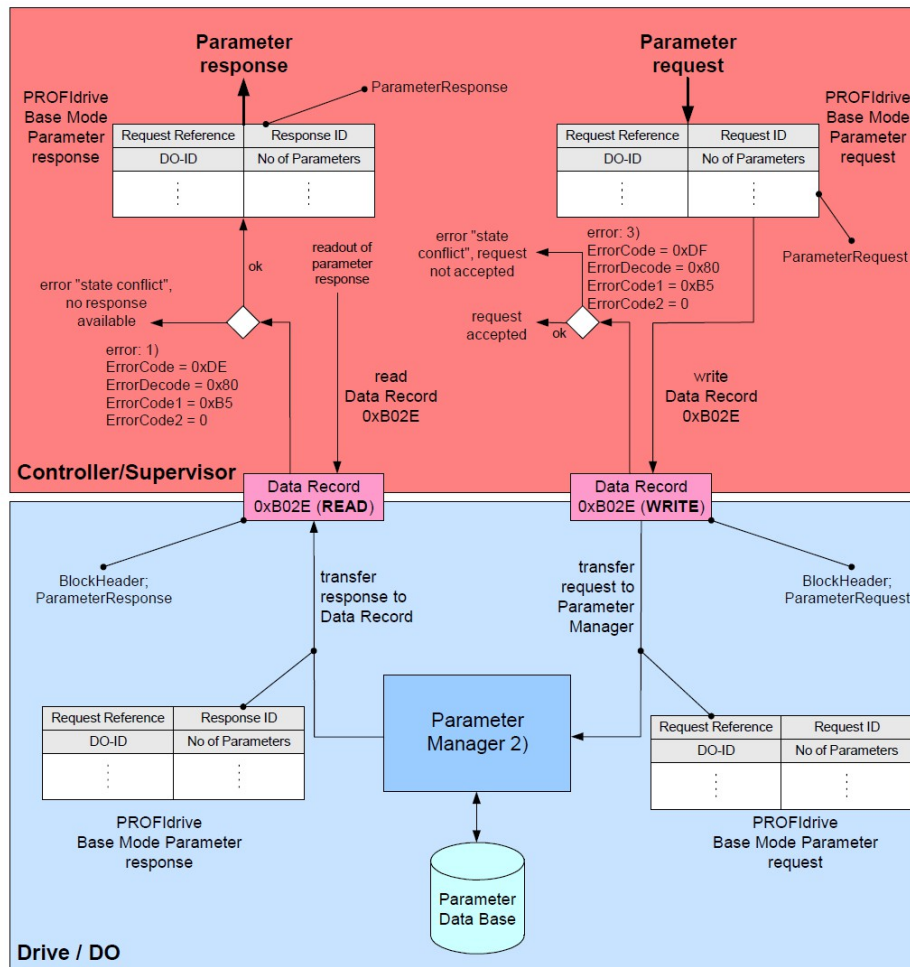 Parameter
response
Parameter
request
ParameterResponse
PROFIdrive
Base Mode
Parameter
response
Request Reference
Response ID
DO-ID
No of Parameters
Request Reference
Request ID
DO-ID
No of Parameters
PROFIdrive
Base Mode
Parameter
request
ok
readout of
parameter
response
error "state conflict",
no response
available
error: 1)
ErrorCode = 0xDE
ErrorDecode = 0x80
ErrorCode1 = 0xB5
ErrorCode2 = 0
read
Data Record
0xB02E
error "state
conflict", request
not accepted
error: 3)
ErrorCode = 0xDF
ErrorDecode = 0x80
ErrorCode1 = 0xB5
ErrorCode2 = 0
request
accepted
ok
ParameterRequest
write
Data Record
0xB02E
Controller/Supervisor
Data Record
0xB02E (READ)
Data Record
0xB02E (WRITE)
BlockHeader;
ParameterResponse
transfer
response to
Data Record
transfer
request to
Parameter
Manager
BlockHeader;
ParameterRequest
Request Reference
Response ID
DO-ID
No of Parameters
PROFIdrive
Base Mode Parameter
response
Parameter
Manager 2)
Request Reference
Request ID
DO-ID
No of Parameters
PROFIdrive
Base Mode Parameter
request
Parameter
Data Base
Drive / DO